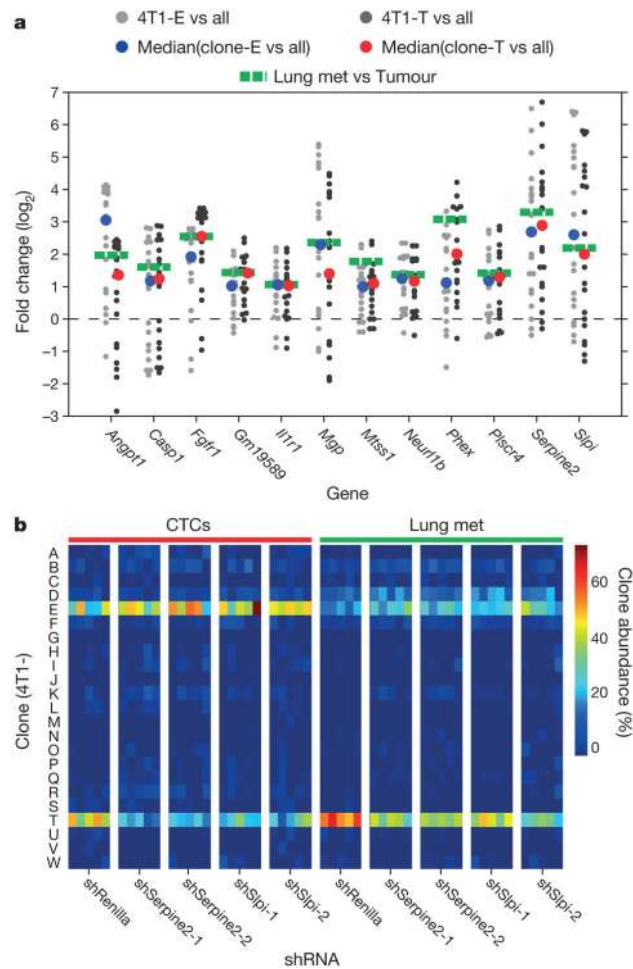 a
4T1-E vs all
4T1-T vs all
Median(clone-E vs all)
Median(clone-T vs all)
Lung met vs Tumour
Fold change (log2)
7
6
5
4
3
2
1
0
−1
−2
−3
Angpt1
Casp1
Fgfr1
Gm19589
Il1r1
Mgp
Mtss1
Neurl1b
Phex
Plscr4
Serpine2
Slpi
Gene
b
CTCs
Lung met
Clone (4T1-)
A
B
C
D
E
F
G
H
I
J
K
L
M
N
O
P
Q
R
S
T
U
V
W
60
40
20
0
Clone abundance (%)
shRenilla
shSerpine2-1
shSerpine2-2
shSlpi-1
shSlpi-2
shRenilla
shSerpine2-1
shSerpine2-2
shSlpi-1
shSlpi-2
shRNA